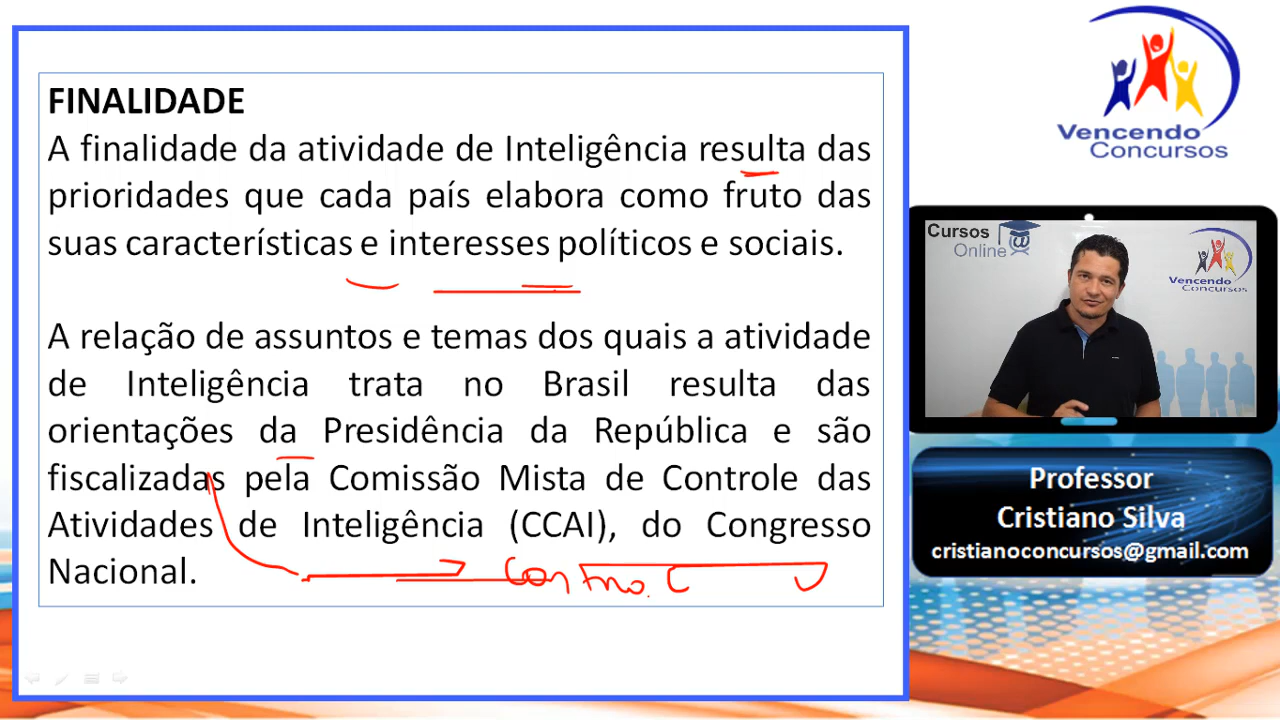 FINALIDADE
A finalidade da atividade de Inteligência resulta das
prioridades que cada país elabora como fruto das
suas características e interesses políticos e sociais.
A relação de assuntos e temas dos quais a atividade
de Inteligência trata no Brasil resulta das
orientações da Presidência da República e são
fiscalizadas pela Comissão Mista de Controle das
Atividades de Inteligência (CCAI), do Congresso
Nacional.
Vencendo
Concursos
Cursos
Online
Vencendo
Concursos
Professor
Cristiano Silva
cristianoconcursos@gmail.com